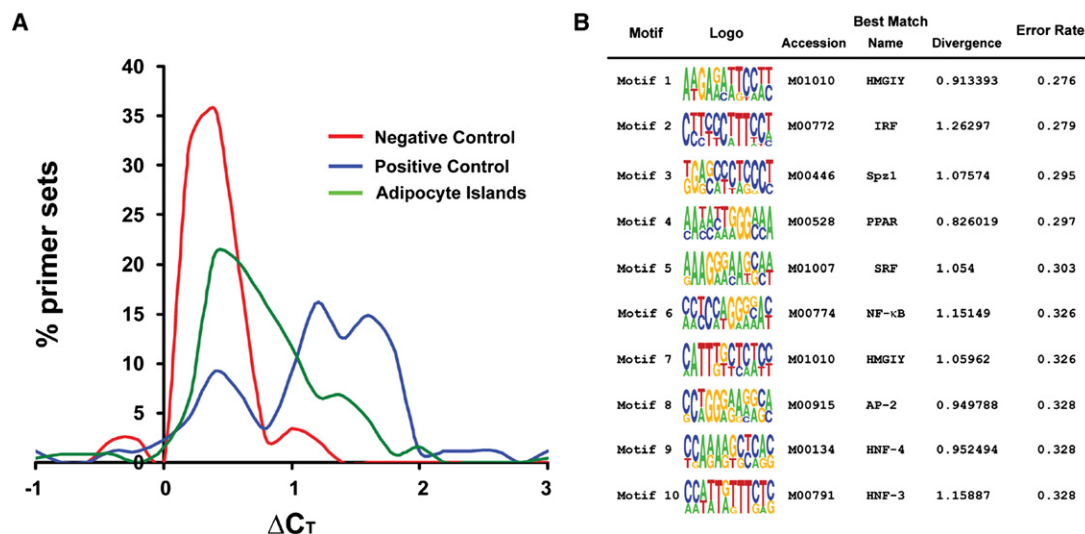 A
% primer sets
40
35
30
25
20
15
10
5
0
-1 0 1 2 3
ΔCT
Negative Control
Positive Control
Adipocyte Islands
B
Best Match
Motif Logo Accession Name Divergence Error Rate
Motif 1 M01010 HMGIY 0.913393 0.276
Motif 2 M00772 IRF 1.26297 0.279
Motif 3 M00446 Spz1 1.07574 0.295
Motif 4 M00528 PPAR 0.826019 0.297
Motif 5 M01007 SRF 1.054 0.303
Motif 6 M00774 NF-κB 1.15149 0.326
Motif 7 M01010 HMGIY 1.05962 0.326
Motif 8 M00915 AP-2 0.949788 0.328
Motif 9 M00134 HNF-4 0.952494 0.328
Motif 10 M00791 HNF-3 1.15887 0.328